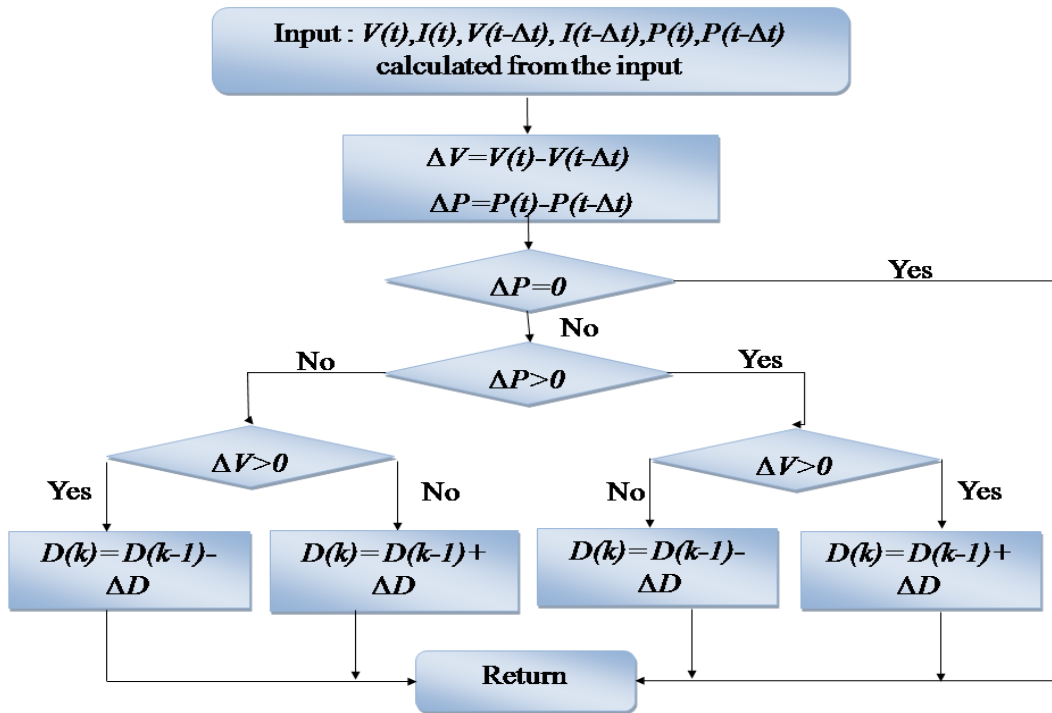 Input : V(t),I(t), V(t-Δt), I(t-Δt),P(t), P(t-Δt)
calculated from the input
ΔV=V(t)-V(t-Δt)
ΔP=P(t)-P(t-Δt)
ΔP=0
Yes
No
ΔP>0
No
Yes
ΔV>0
ΔV>0
Yes
No
No
Yes
D(k)=D(k-1)-
ΔD
D(k)=D(k-1)+
ΔD
D(k)=D(k-1)-
ΔD
D(k)=D(k-1)+
ΔD
Return